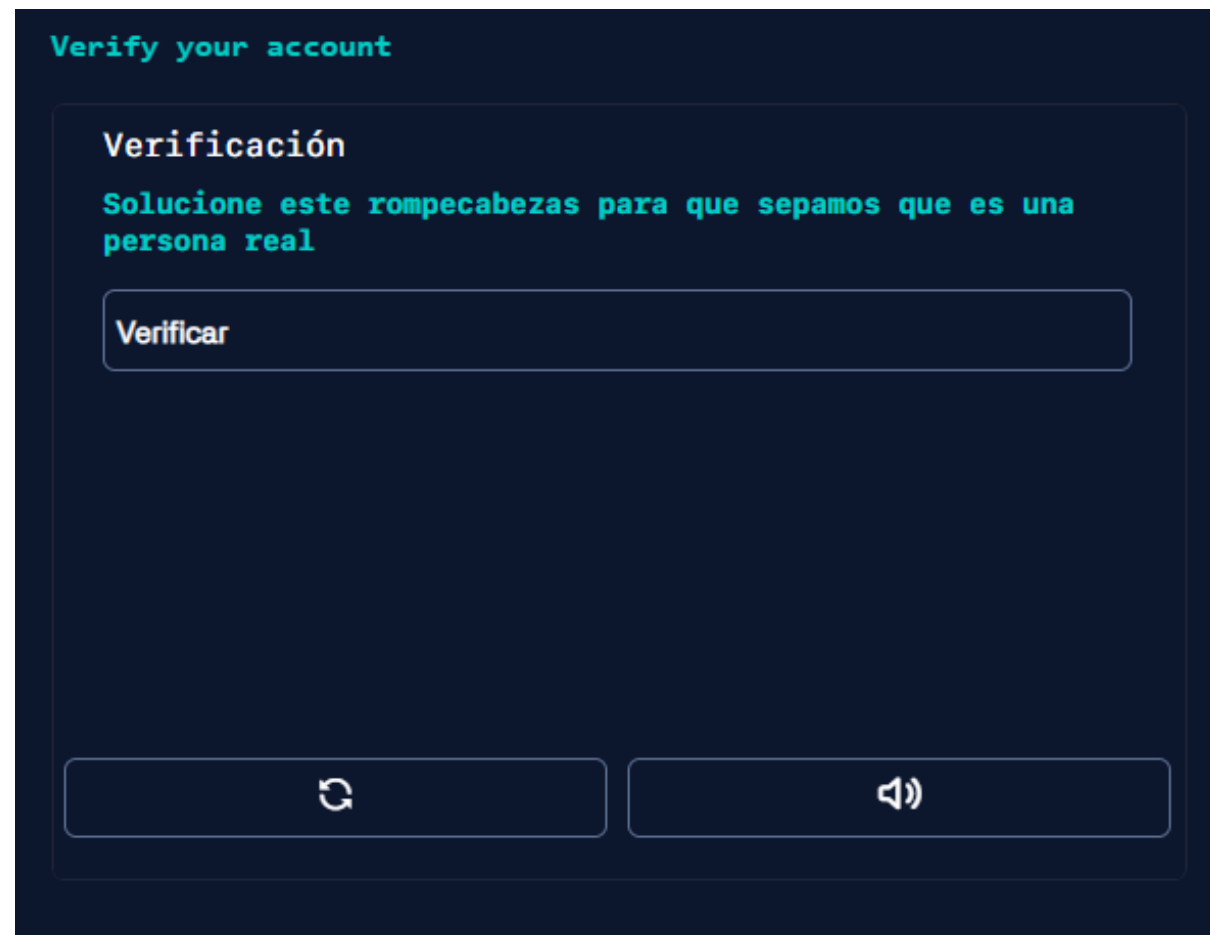 Verify your account
Verificación
Solucione este rompecabezas para que sepamos que es una
persona real
Verificar